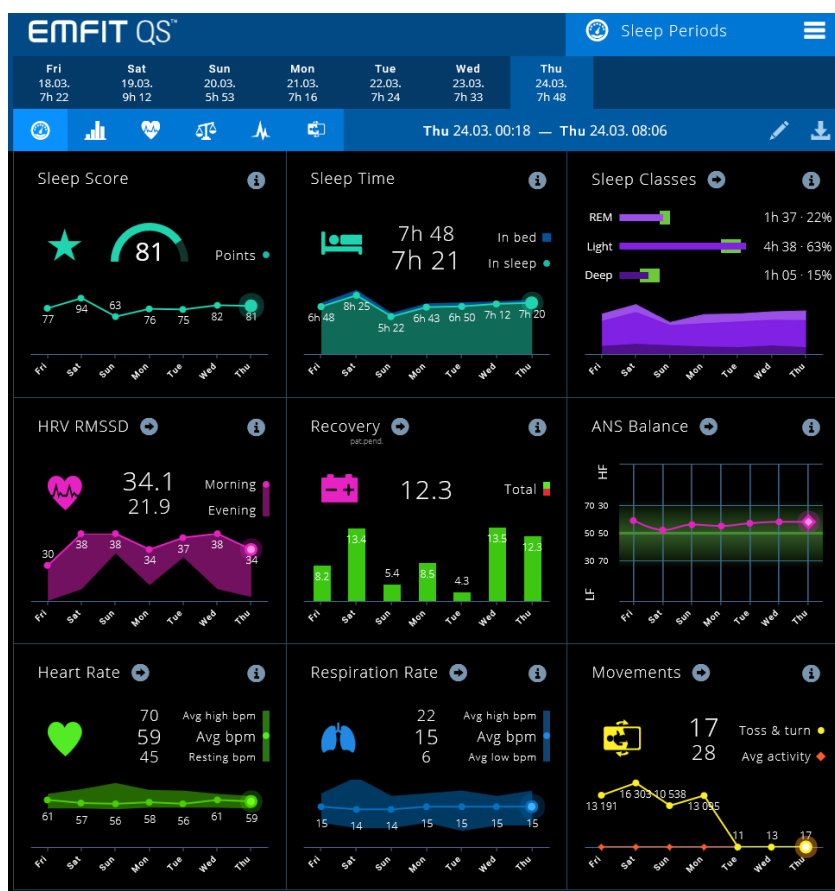 EMFIT QS™
Sleep Periods
Fri Sat Sun Mon Tue Wed Thu
18.03. 19.03. 20.03. 21.03. 22.03. 23.03. 24.03.
7h 22 9h 12 5h 53 7h 16 7h 24 7h 33 7h 48
Thu 24.03. 00:18 — Thu 24.03. 08:06
Sleep Score
81 Points
77 94 63 76 75 82 81
Fri Sat Sun Mon Tue Wed Thu
Sleep Time
7h 48 In bed
7h 21 In sleep
6h 48 8h 25 5h 22 6h 43 6h 50 7h 12 7h 20
Fri Sat Sun Mon Tue Wed Thu
Sleep Classes
REM 1h 37 · 22%
Light 4h 38 · 63%
Deep 1h 05 · 15%
Fri Sat Sun Mon Tue Wed Thu
HRV RMSSD
34.1 Morning
21.9 Evening
30 38 38 34 37 38 34
Fri Sat Sun Mon Tue Wed Thu
Recovery
pat.pend.
12.3 Total
8.2 13.4 5.4 8.5 4.3 13.5 12.3
Fri Sat Sun Mon Tue Wed Thu
ANS Balance
HF
70 30
50 50
30 70
LF
Fri Sat Sun Mon Tue Wed Thu
Heart Rate
70 Avg high bpm
59 Avg bpm
45 Resting bpm
61 57 56 58 56 61 59
Fri Sat Sun Mon Tue Wed Thu
Respiration Rate
22 Avg high bpm
15 Avg bpm
6 Avg low bpm
15 14 14 15 15 15 15
Fri Sat Sun Mon Tue Wed Thu
Movements
17 Toss & turn
28 Avg activity
13 191 16 303 10 538 13 095 11 13 17
Fri Sat Sun Mon Tue Wed Thu